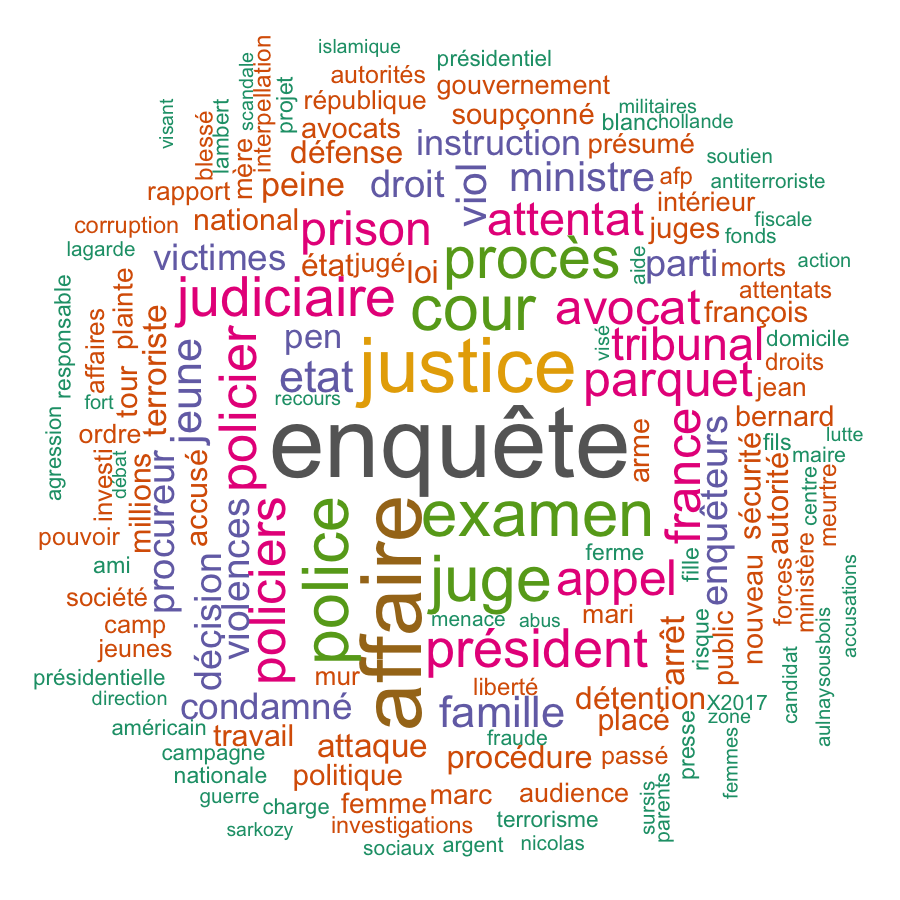 islamique
présidentiel
autorités
gouvernement
république
soupçonné
militaires
avocats
blanc
hollande
défense
instruction
présumé
visant
blessé
lambert
scandale
interpellation
projet
mère
soutien
rapport
peine
droit
viol
ministre
afp
antiterroriste
intérieur
corruption
national
prison
attentat
juges
fiscale
fonds
lagarde
victimes
état
jugé
loi
procès
aide
parti
morts
action
judiciaire
cour
avocat
attentats
françois
responsable
affaires
plainte
tour
terroriste
jeune
policier
pen
etat
recours
justice
visé
tribunal
domicile
parquet
droits
jean
fort
agression
ordre
enquête
arme
france
bernard
enquêteurs
fils
lutte
maire
investi
débat
millions
procureur
accusé
sécurité
autorité
centre
meurtre
pouvoir
violences
policiers
police
affaire
examen
ami
décision
ferme
fille
nouveau
forces
ministère
société
juge
appel
accusations
camp
menace
abus
mari
jeunes
président
arrêt
risque
public
candidat
aulnaysousbois
présidentielle
mur
liberté
direction
condamné
famille
détention
X2017
américain
travail
placé
zone
campagne
attaque
fraude
procédure
passé
presse
femmes
nationale
politique
guerre
charge
femme
marc
audience
sursis
parents
sarkozy
investigations
terrorisme
sociaux
argent
nicolas